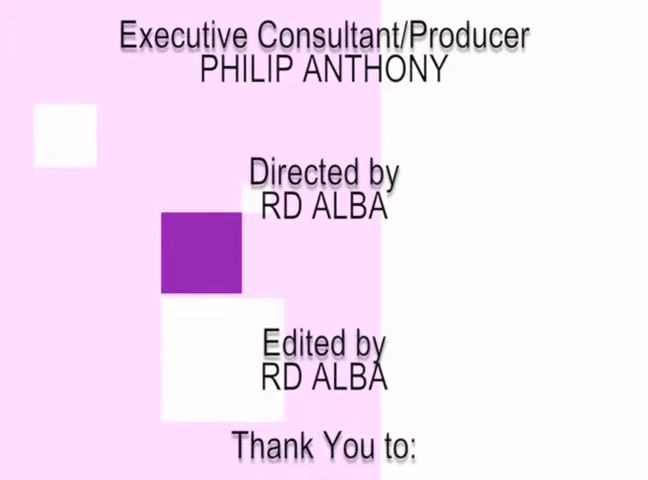 Executive Consultant/Producer
PHILIP ANTHONY
Directed by
RD ALBA
Edited by
RD ALBA
Thank You to: